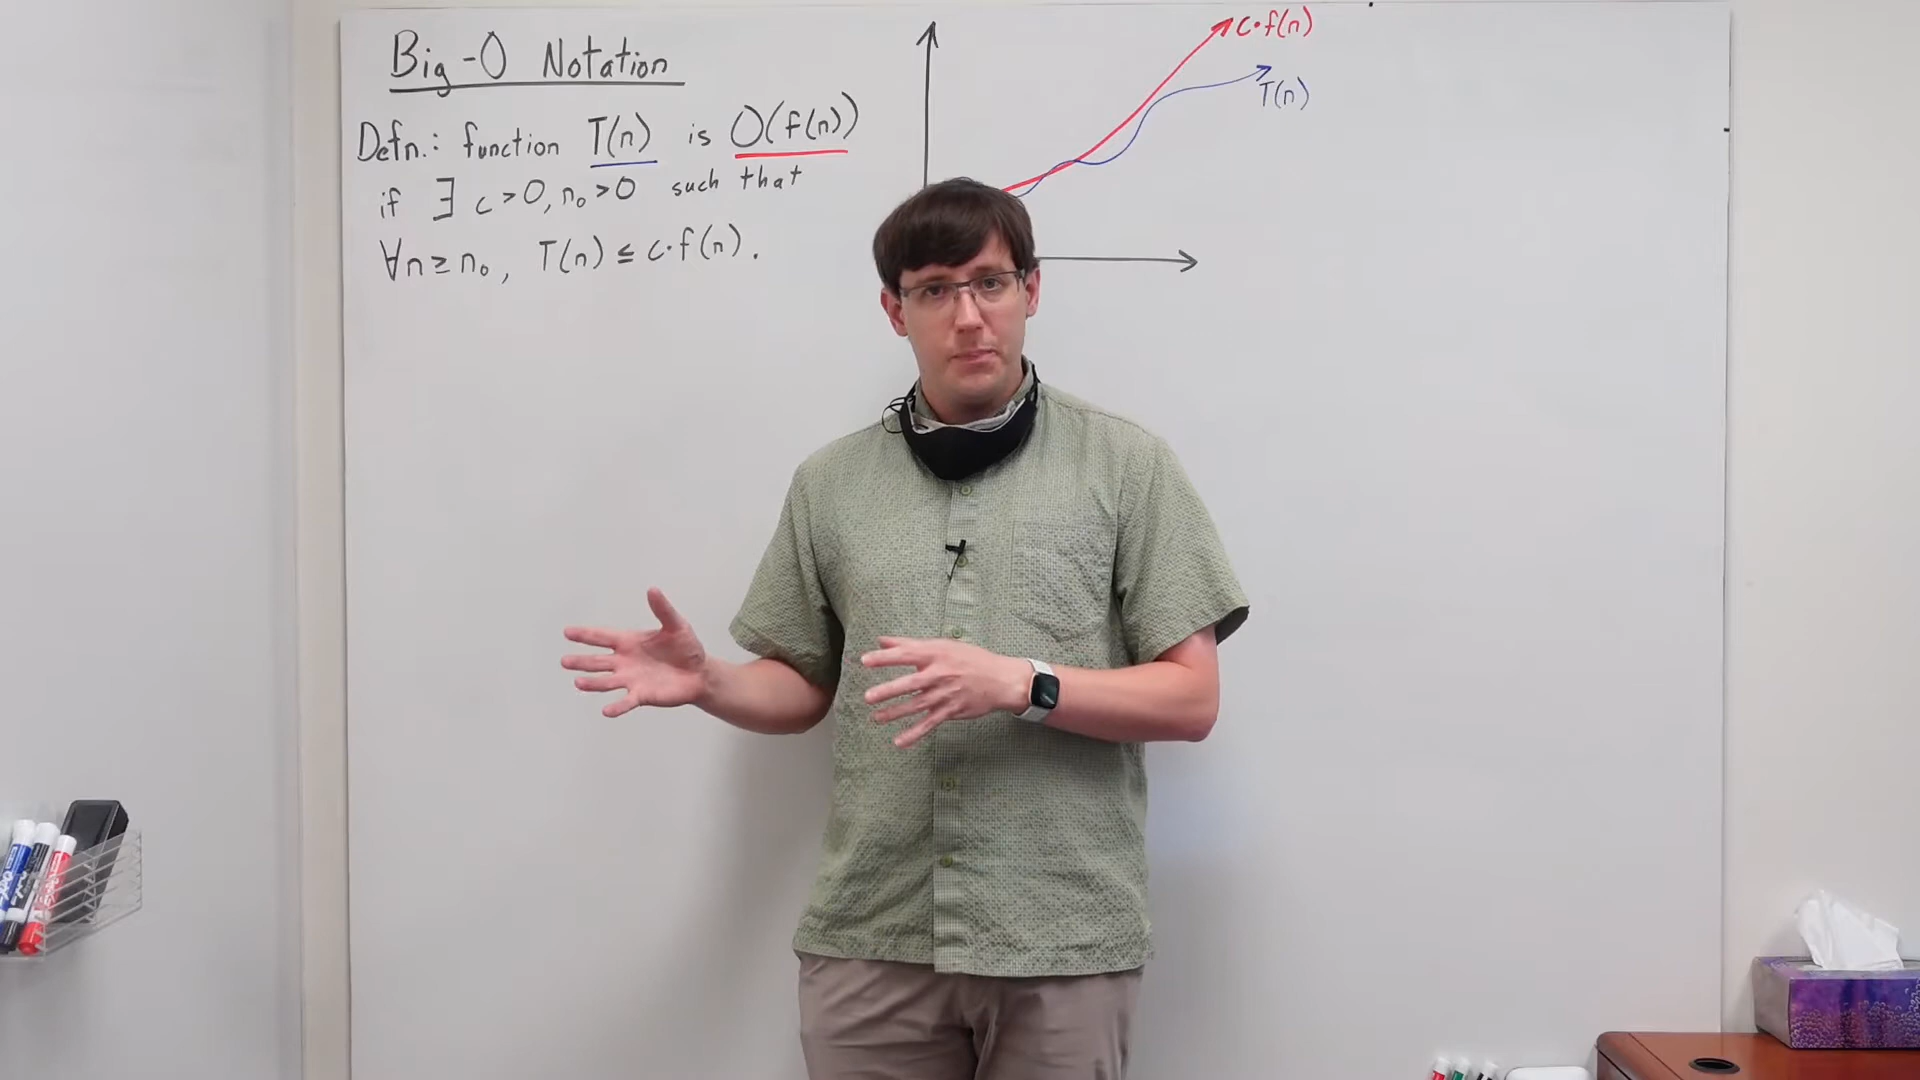 Big-O Notation
Defn.: function T(n) is O(f(n))
if ∃ c>0, n₀>0 such that
∀n≥n₀, T(n) ≤ c·f(n).
c·f(n)
T(n)